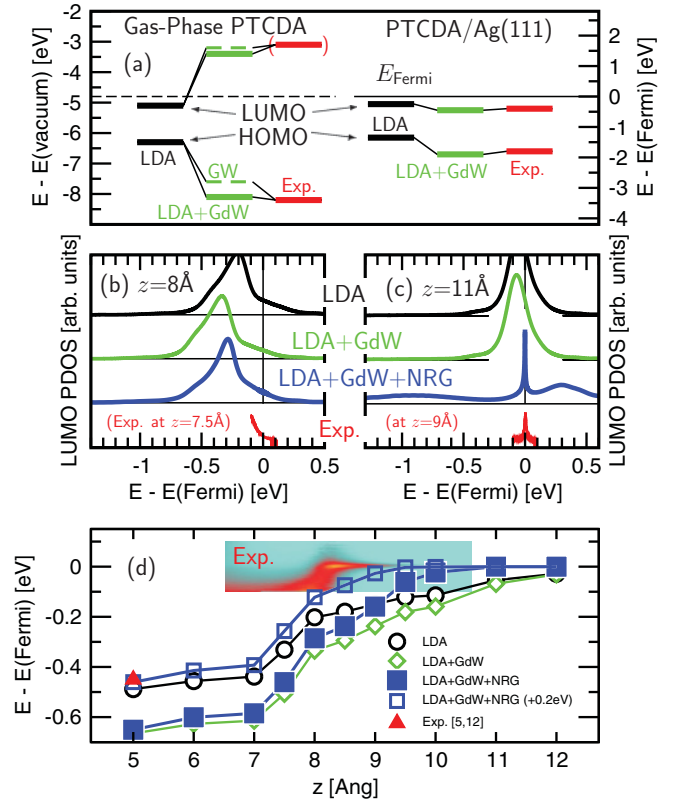 Gas-Phase PTCDA
PTCDA/Ag(111)
(a)
E - E(vacuum) [eV]
-2
-3
-4
-5
-6
-7
-8
E - E(Fermi) [eV]
2
1
0
-1
-2
-3
-4
E_Fermi
( )
LUMO
HOMO
LDA
GW
LDA+GdW
Exp.
LDA
LDA+GdW
Exp.
(b) z=8Å
(c) z=11Å
LUMO PDOS [arb. units]
LUMO PDOS [arb. units]
LDA
LDA+GdW
LDA+GdW+NRG
(Exp. at z=7.5Å)
Exp.
(at z=9Å)
-1 -0.5 0 0.5
-1 -0.5 0 0.5
E - E(Fermi) [eV]
E - E(Fermi) [eV]
(d)
Exp.
E - E(Fermi) [eV]
0
-0.2
-0.4
-0.6
LDA
LDA+GdW
LDA+GdW+NRG
LDA+GdW+NRG (+0.2eV)
Exp. [5,12]
5 6 7 8 9 10 11 12
z [Ang]